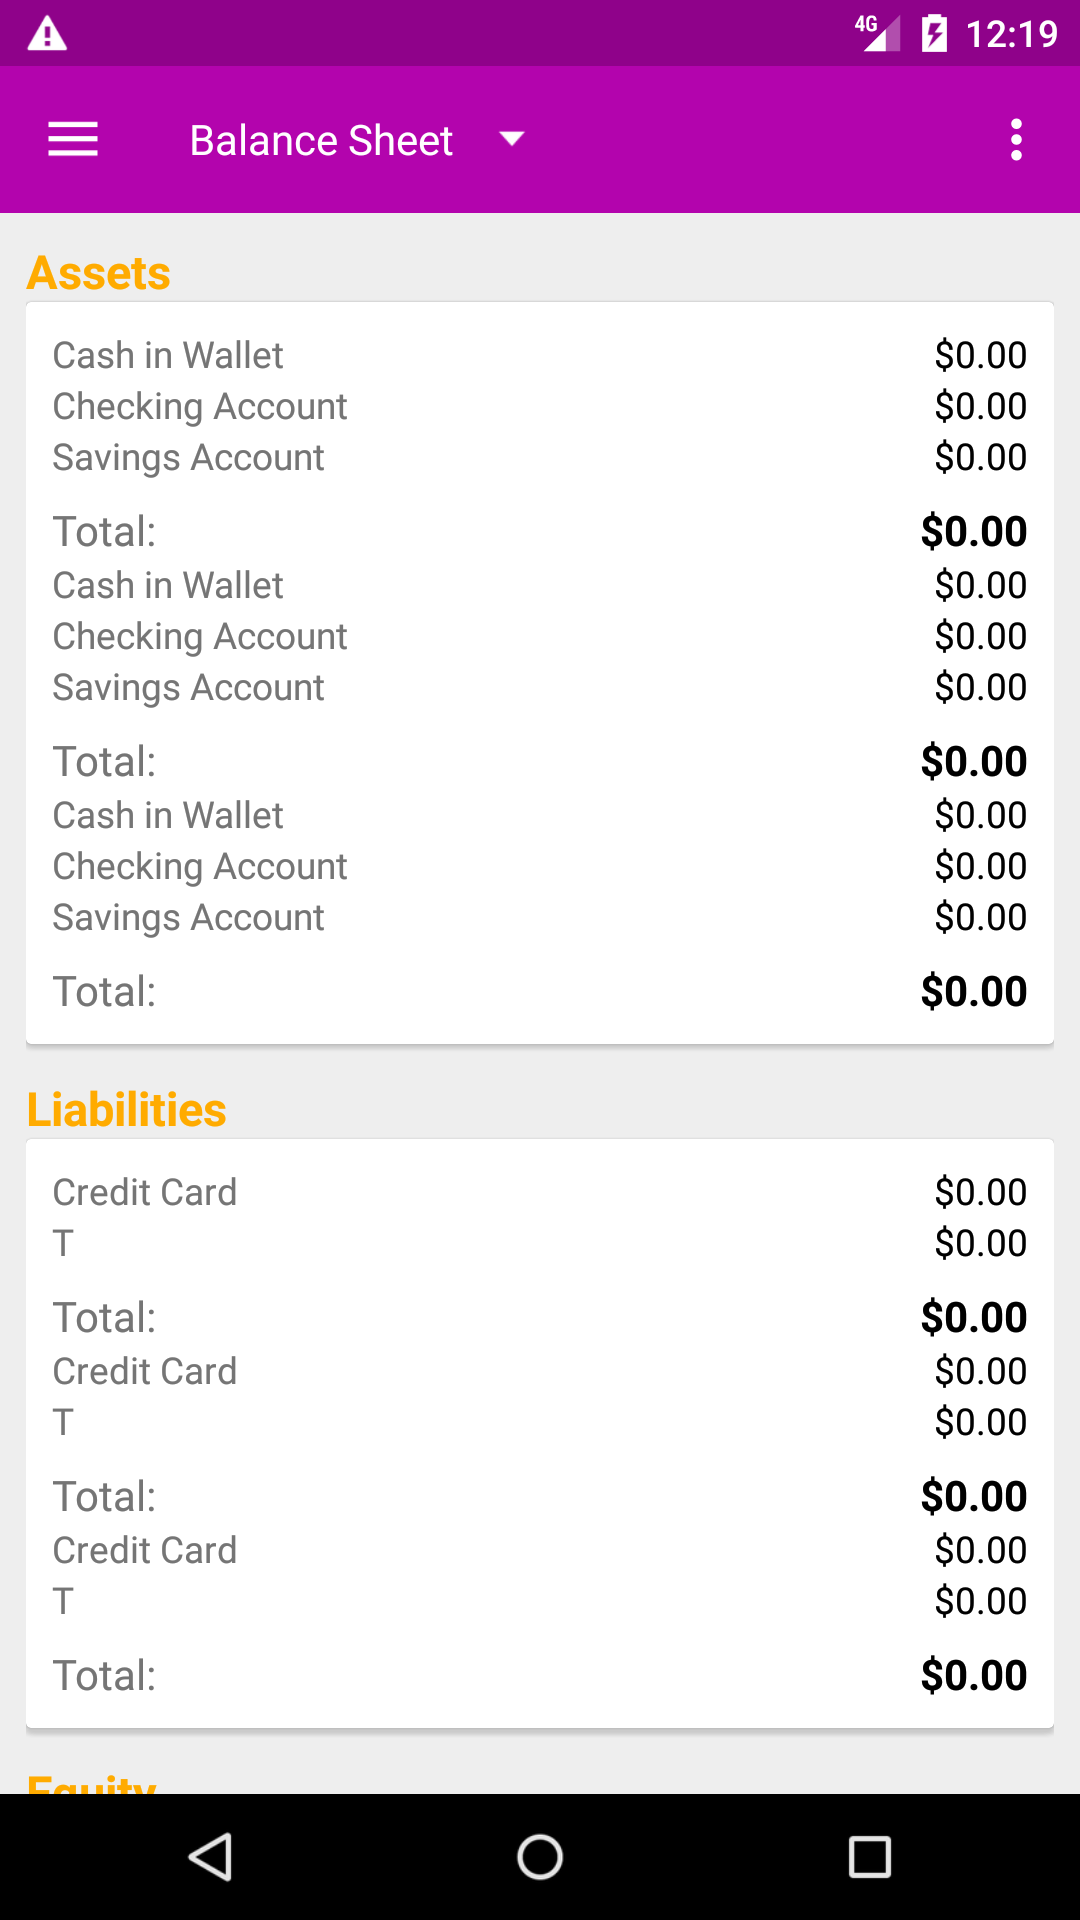 4G 12:19
Balance Sheet
Assets
Cash in Wallet $0.00
Checking Account $0.00
Savings Account $0.00
Total: $0.00
Cash in Wallet $0.00
Checking Account $0.00
Savings Account $0.00
Total: $0.00
Cash in Wallet $0.00
Checking Account $0.00
Savings Account $0.00
Total: $0.00
Liabilities
Credit Card $0.00
T $0.00
Total: $0.00
Credit Card $0.00
T $0.00
Total: $0.00
Credit Card $0.00
T $0.00
Total: $0.00
Equity